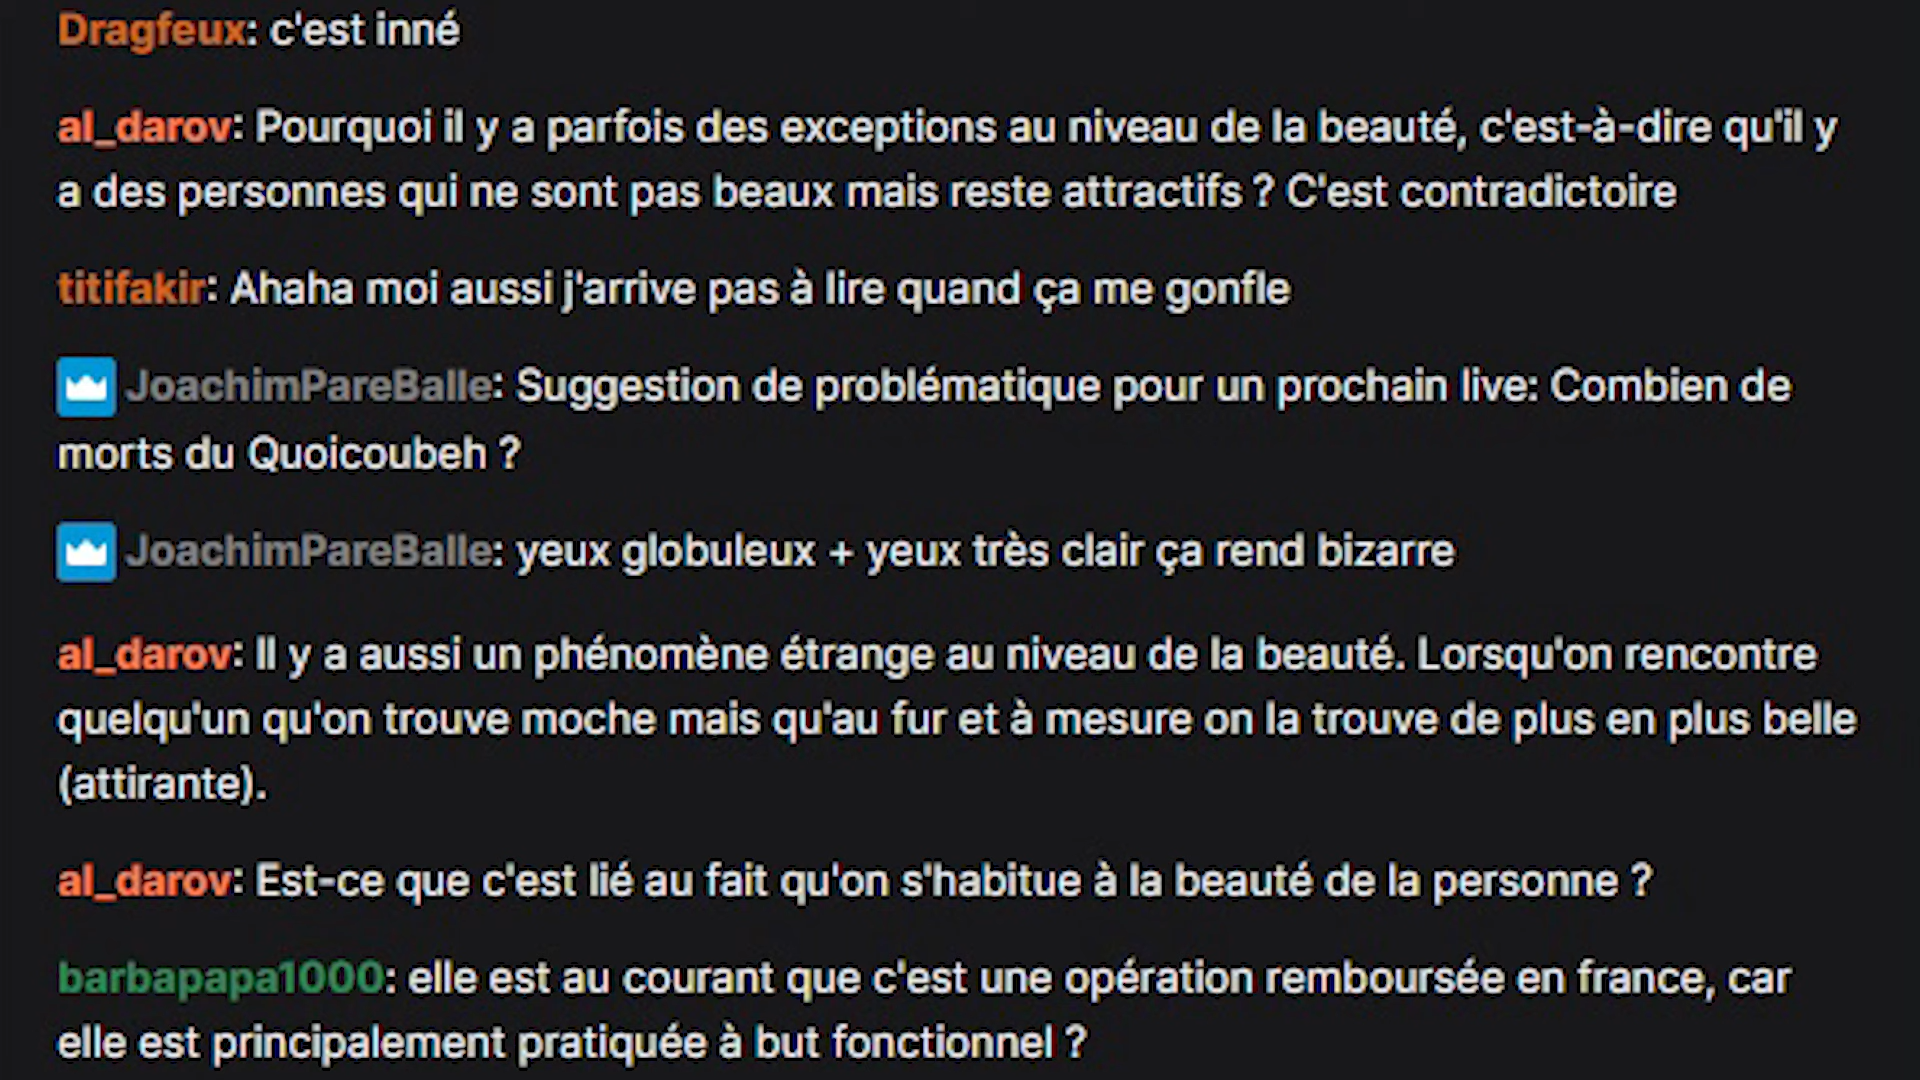 Dragfeux: c'est inné
al_darov: Pourquoi il y a parfois des exceptions au niveau de la beauté, c'est-à-dire qu'il y
a des personnes qui ne sont pas beaux mais reste attractifs ? C'est contradictoire
titifakir: Ahaha moi aussi j'arrive pas à lire quand ça me gonfle
JoachimPareBalle: Suggestion de problématique pour un prochain live: Combien de
morts du Quoicoubeh ?
JoachimPareBalle: yeux globuleux + yeux très clair ça rend bizarre
al_darov: Il y a aussi un phénomène étrange au niveau de la beauté. Lorsqu'on rencontre
quelqu'un qu'on trouve moche mais qu'au fur et à mesure on la trouve de plus en plus belle
(attirante).
al_darov: Est-ce que c'est lié au fait qu'on s'habitue à la beauté de la personne ?
barbapapa1000: elle est au courant que c'est une opération remboursée en france, car
elle est principalement pratiquée à but fonctionnel ?